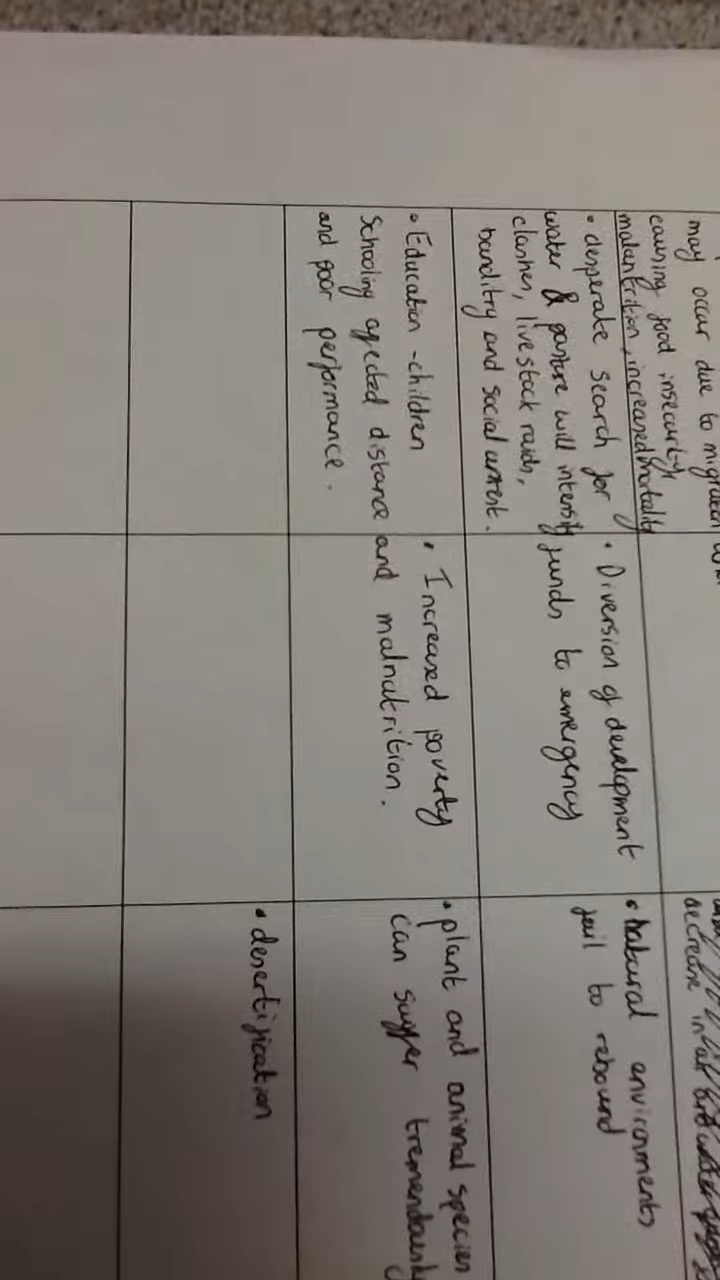 may occur due to
causing food insecurity,
malantrition, increased mortality
• desperate search for
water & pasture will intensify
clashes, livestock raids,
banditry and social unrest.
• Diversion of development
funds to emergency
decrease in
• natural environments
fail to rebound
• Education - children
Schooling affected distance
and poor performance.
• Increased poverty
and malnutrition.
• plant and animal species
can suffer tremendously
• desertification